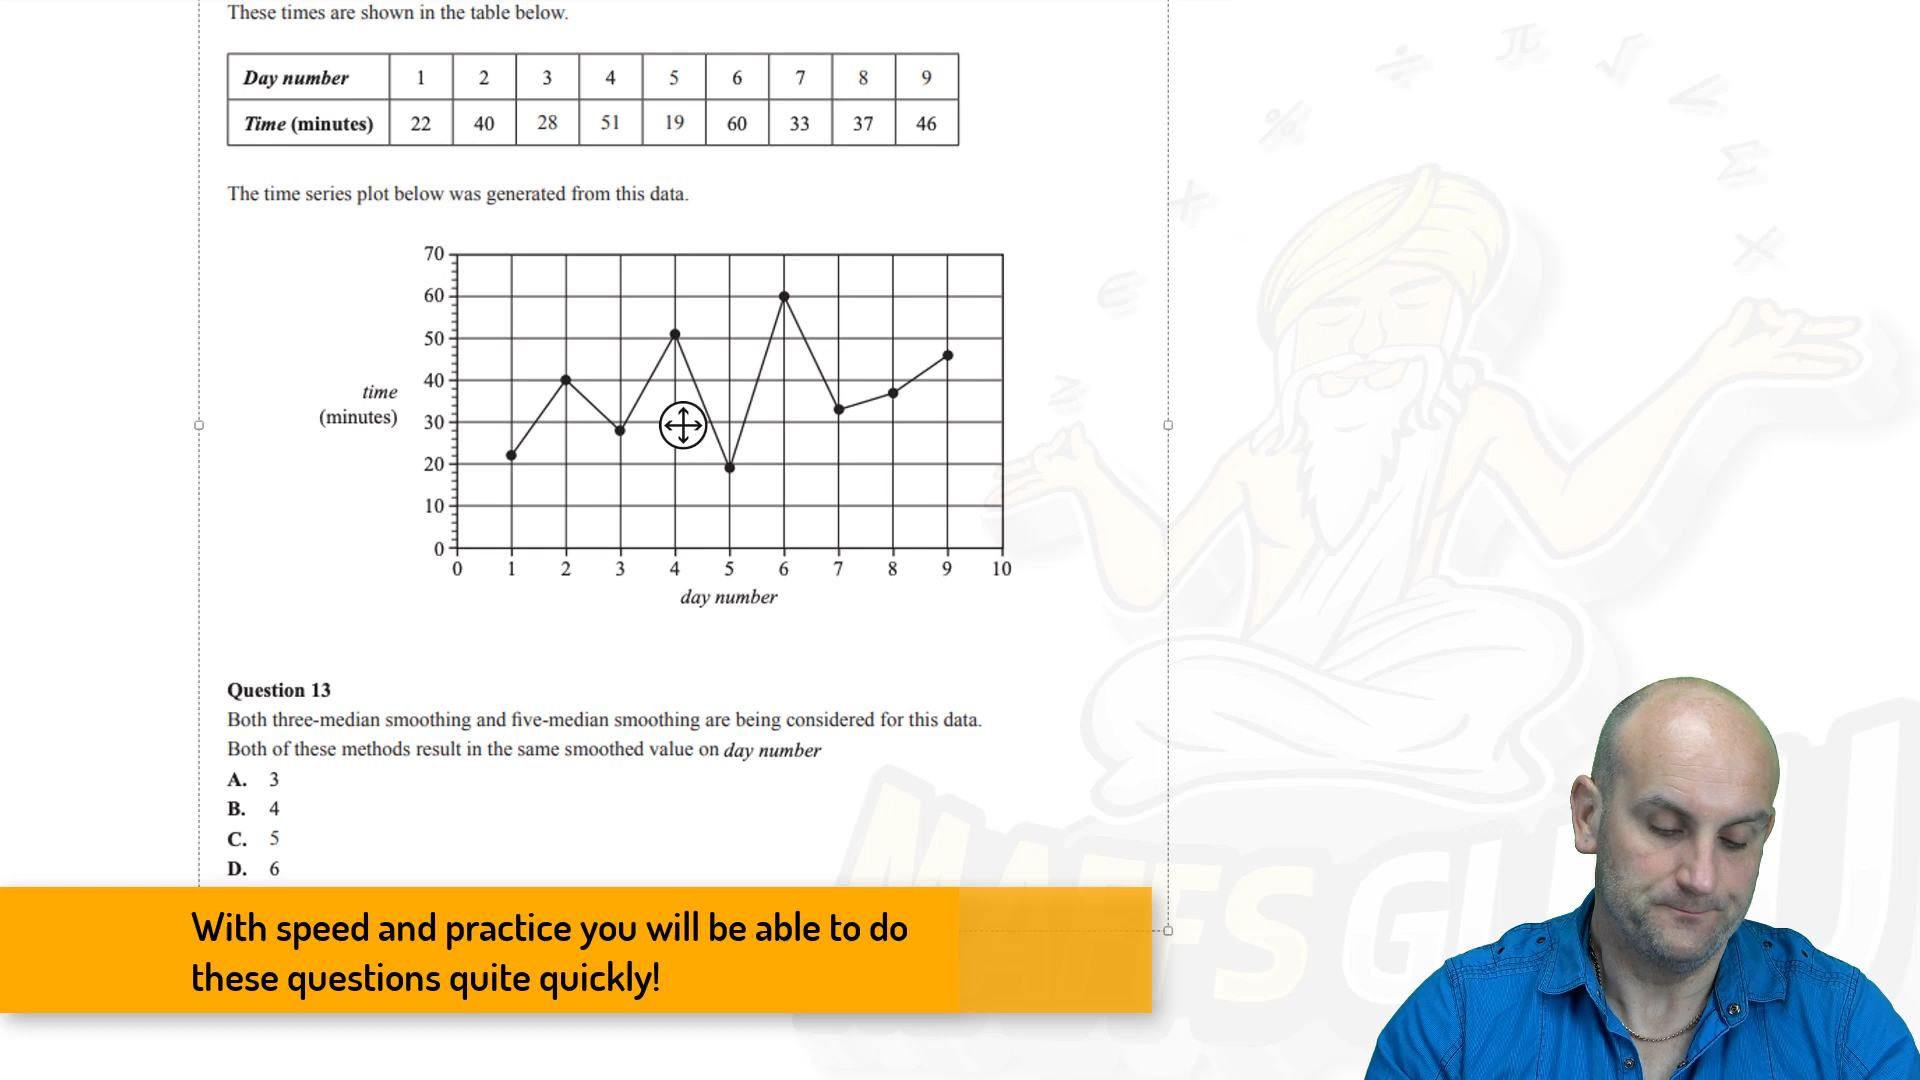 These times are shown in the table below.
Day number 1 2 3 4 5 6 7 8 9
Time (minutes) 22 40 28 51 19 60 33 37 46
The time series plot below was generated from this data.
70
60
50
40
30
20
10
0
time
(minutes)
0 1 2 3 4 5 6 7 8 9 10
day number
Question 13
Both three-median smoothing and five-median smoothing are being considered for this data.
Both of these methods result in the same smoothed value on day number
A. 3
B. 4
C. 5
D. 6
With speed and practice you will be able to do
these questions quite quickly!